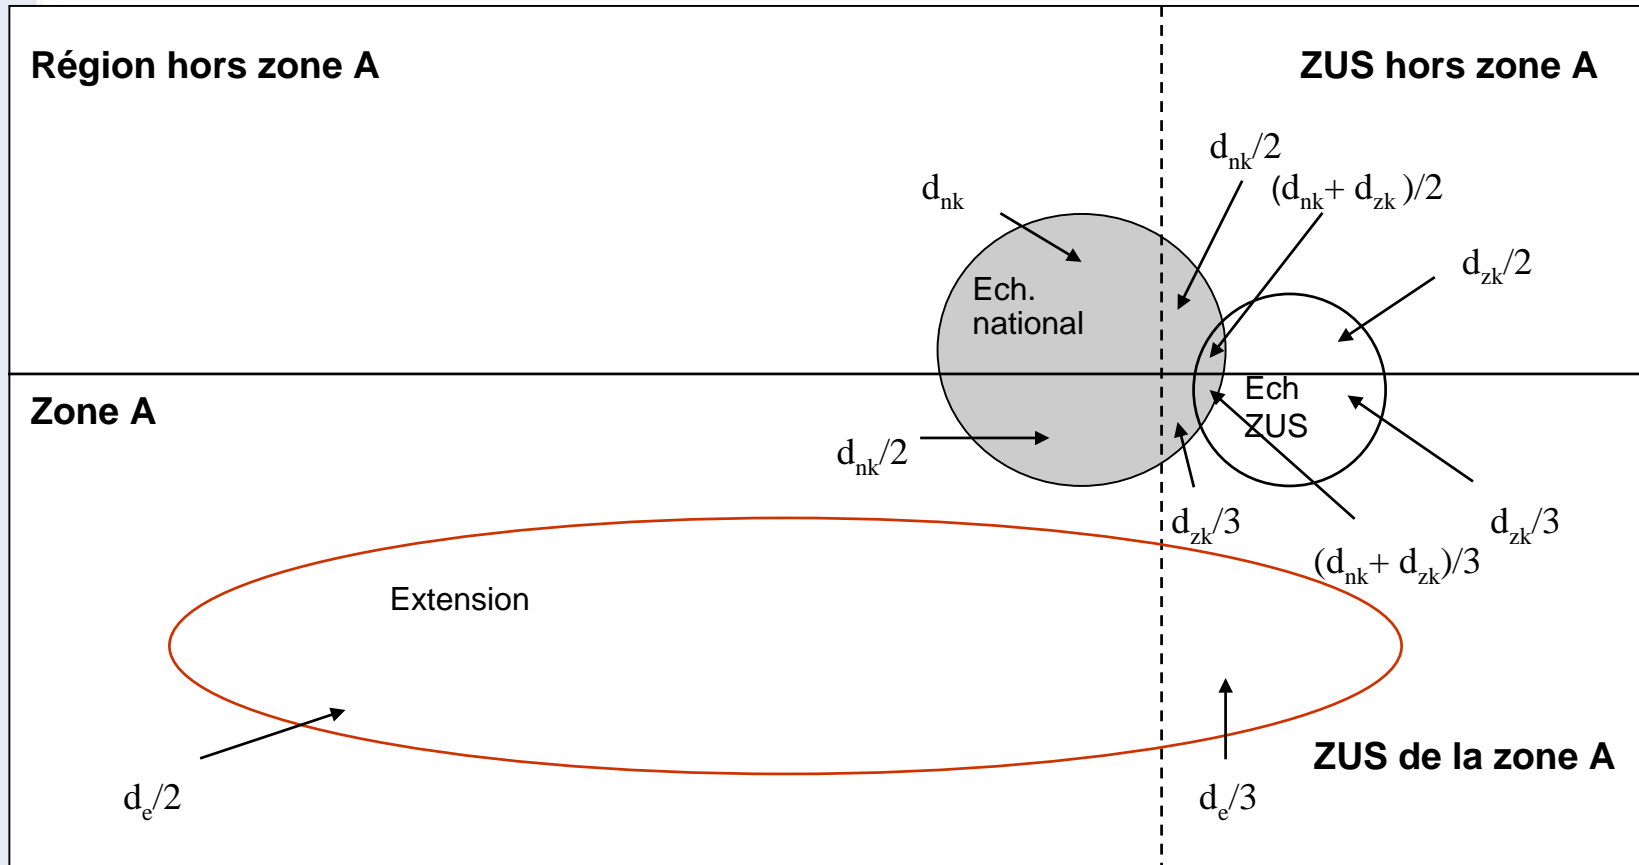 Région hors zone A
ZUS hors zone A
d_nk/2
d_nk
(d_nk+ d_zk )/2
d_zk/2
Ech.
national
Ech
ZUS
Zone A
d_nk/2
d_zk/3
d_zk/3
(d_nk+ d_zk)/3
Extension
ZUS de la zone A
d_e/2
d_e/3